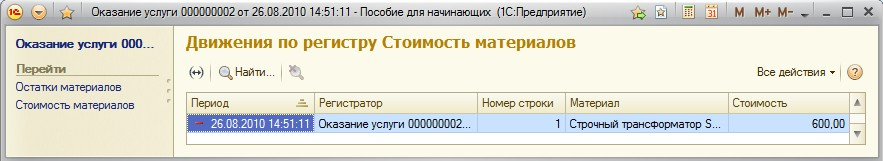 Оказание услуги 000000002 от 26.08.2010 14:51:11 - Пособие для начинающих (1С:Предприятие)
M M+ M-
Оказание услуги 000...
Перейти
Остатки материалов
Стоимость материалов
Движения по регистру Стоимость материалов
Найти...
Все действия
Период Регистратор Номер строки Материал Стоимость
26.08.2010 14:51:11 Оказание услуги 000000002... 1 Строчный трансформатор S... 600,00